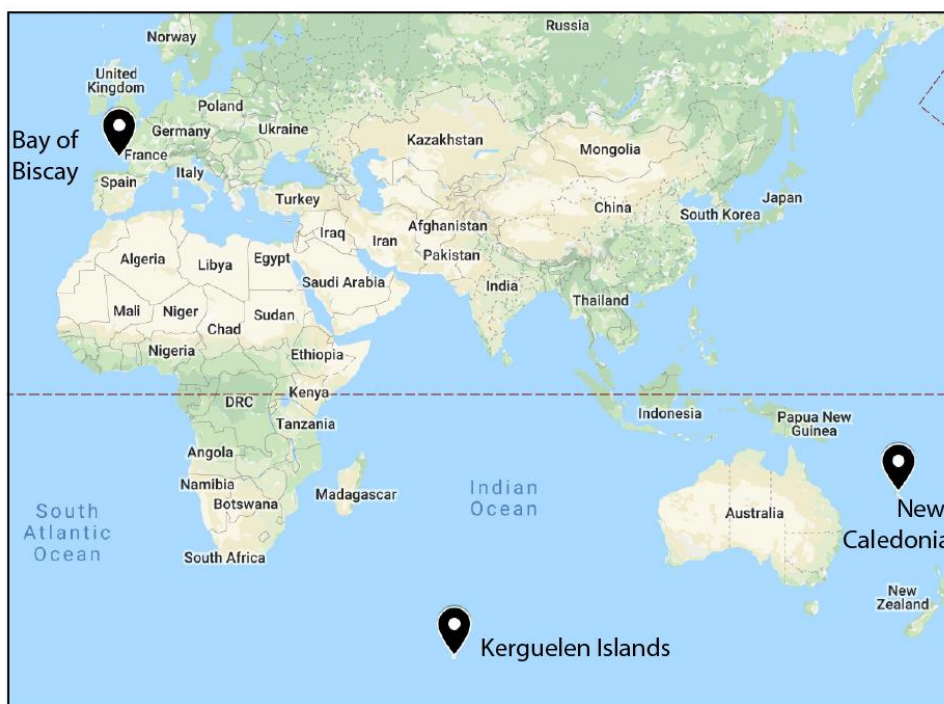 Russia
Norway
United
Kingdom
Poland
Bay of
Biscay
Germany
Ukraine
Kazakhstan
Mongolia
France
Italy
Spain
Turkey
Japan
South Korea
China
Afghanistan
Iraq
Iran
Pakistan
Algeria
Libya
Egypt
Saudi Arabia
India
Thailand
Mali
Niger
Chad
Sudan
Nigeria
Ethiopia
Kenya
DRC
Indonesia
Papua New
Guinea
Tanzania
Angola
Namibia
Botswana
Madagascar
Indian
Ocean
Australia
New
Caledonia
South
Atlantic
Ocean
South Africa
New
Zealand
Kerguelen Islands